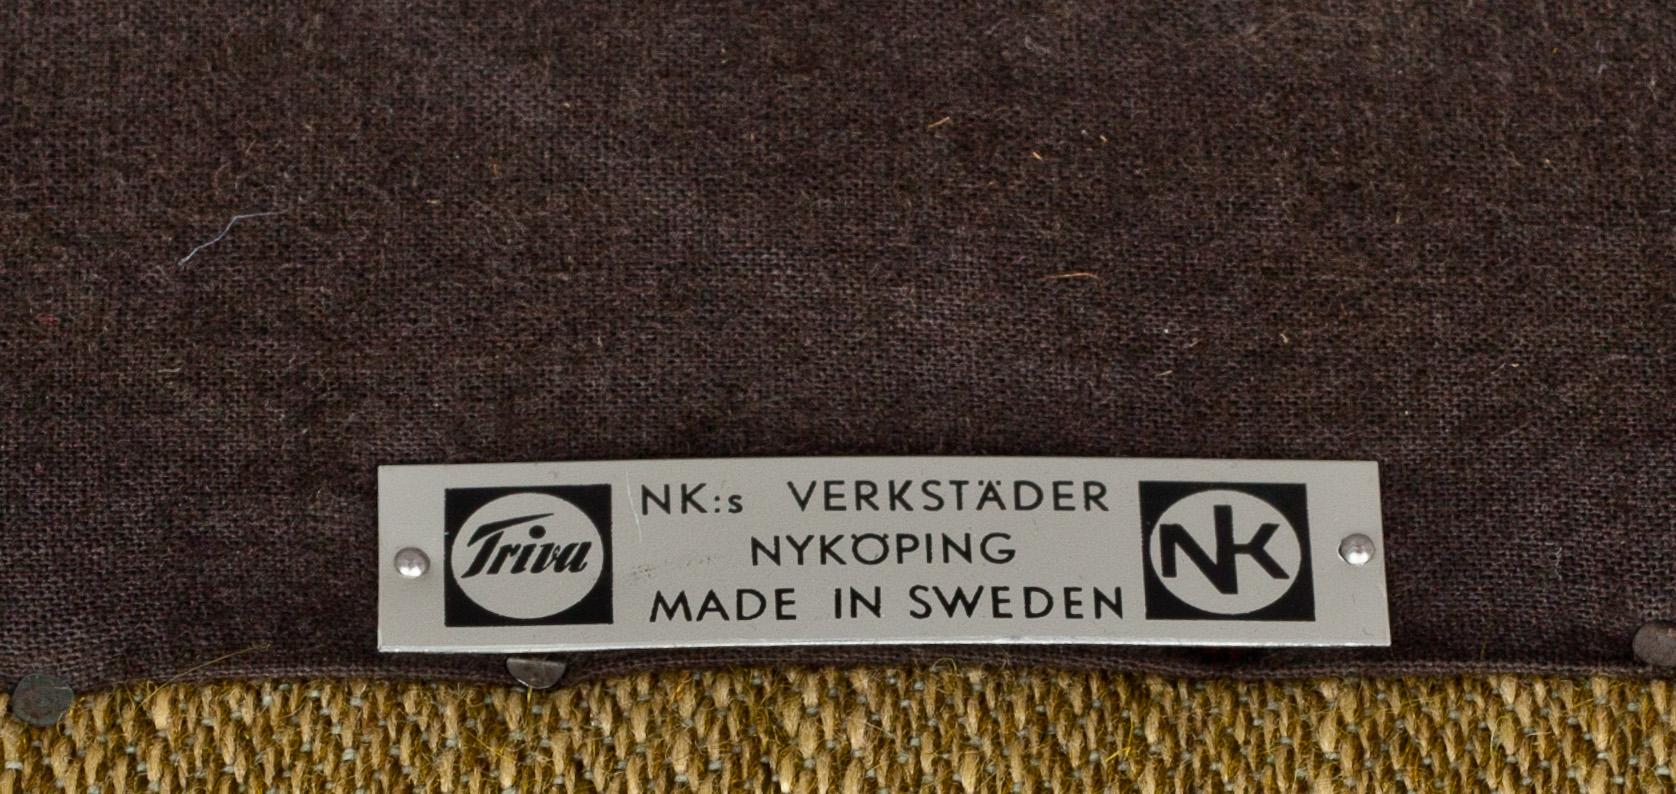 Triva
NK:s VERKSTÄDER
NYKÖPING
MADE IN SWEDEN
NK